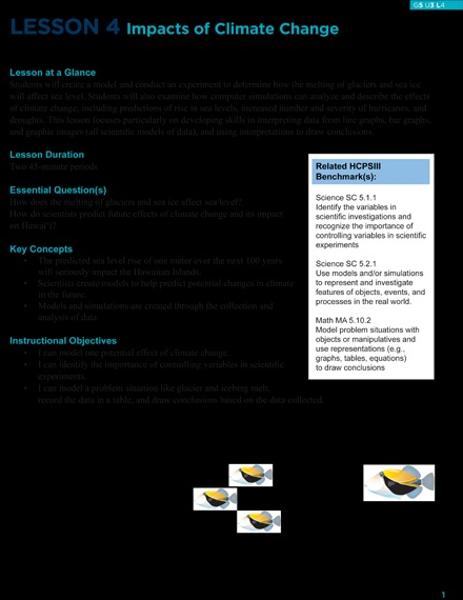 G5 U3 L4
LESSON 4 Impacts of Climate Change
Lesson at a Glance
Students will create a model and conduct an experiment to determine how the melting of glaciers and sea ice
will affect sea level. Students will also examine how computer simulations can analyze and describe the effects
of climate change, including predictions of rise in sea levels, increased number and severity of hurricanes, and
droughts. This lesson focuses particularly on developing skills in interpreting data from line graphs, bar graphs,
and graphic images (all scientific models of data), and using interpretations to draw conclusions.
Lesson Duration
Two 45-minute periods
Essential Question(s)
How does the melting of glaciers and sea ice affect sea level?
How do scientists predict future effects of climate change and its impact
on Hawai‘i?
Key Concepts
• The predicted sea level rise of one meter over the next 100 years
will seriously impact the Hawaiian Islands.
• Scientists create models to help predict potential changes in climate
in the future.
• Models and simulations are created through the collection and
analysis of data.
Instructional Objectives
• I can model one potential effect of climate change.
• I can identify the importance of controlling variables in scientific
experiments.
• I can model a problem situation like glacier and iceberg melt,
record the data in a table, and draw conclusions based on the data collected.
Related HCPSIII
Benchmark(s):
Science SC 5.1.1
Identify the variables in
scientific investigations and
recognize the importance of
controlling variables in scientific
experiments
Science SC 5.2.1
Use models and/or simulations
to represent and investigate
features of objects, events, and
processes in the real world.
Math MA 5.10.2
Model problem situations with
objects or manipulatives and
use representations (e.g.,
graphs, tables, equations)
to draw conclusions
1